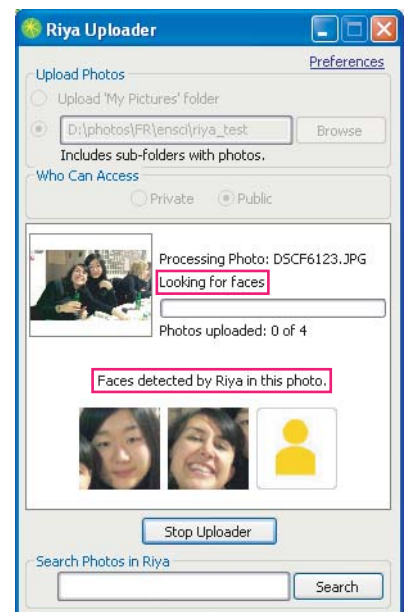 Riya Uploader
Preferences
Upload Photos
Upload 'My Pictures' folder
D:\photos\FR\ensci\riya_test
Browse
Includes sub-folders with photos.
Who Can Access
Private
Public
Processing Photo: DSCF6123.JPG
Looking for faces
Photos uploaded: 0 of 4
Faces detected by Riya in this photo.
Stop Uploader
Search Photos in Riya
Search